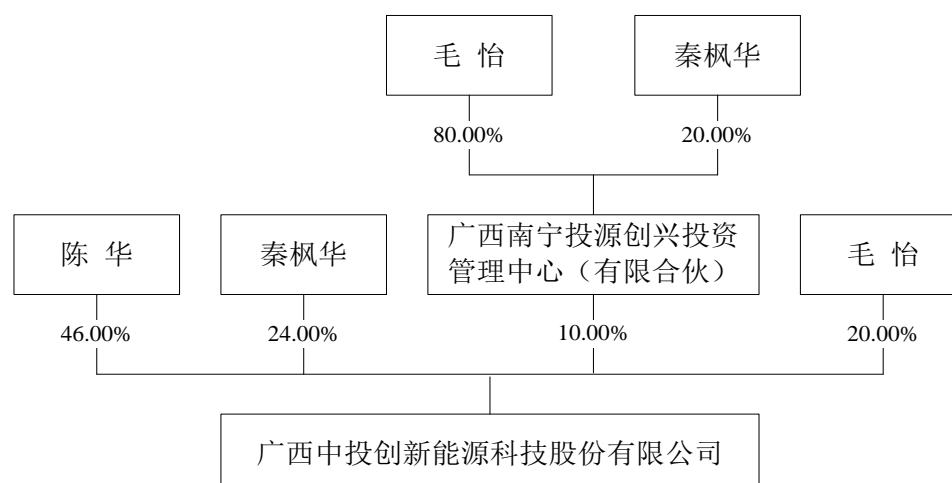 毛 怡
秦枫华
80.00%
20.00%
陈 华
秦枫华
广西南宁投源创兴投资
管理中心（有限合伙）
毛 怡
46.00%
24.00%
10.00%
20.00%
广西中投创新能源科技股份有限公司